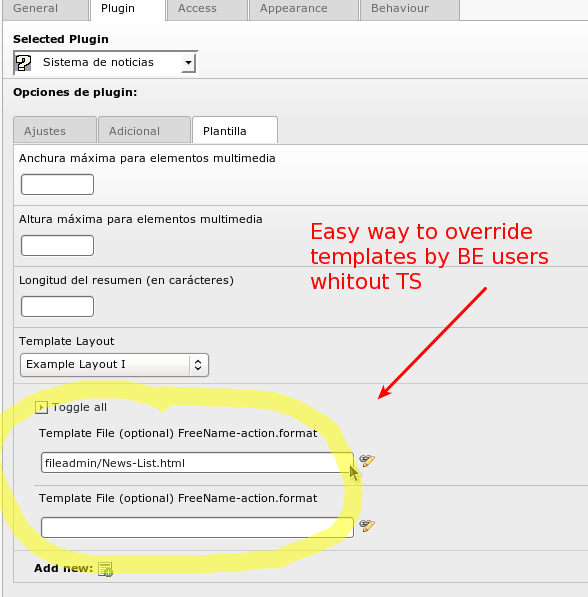 General Plugin Access Appearance Behaviour
Selected Plugin
Sistema de noticias
Opciones de plugin:
Ajustes Adicional Plantilla
Anchura máxima para elementos multimedia
Altura máxima para elementos multimedia
Easy way to override
templates by BE users
whitout TS
Longitud del resumen (en carácteres)
Template Layout
Example Layout I
Toggle all
Template File (optional) FreeName-action.format
fileadmin/News-List.html
Template File (optional) FreeName-action.format
Add new: